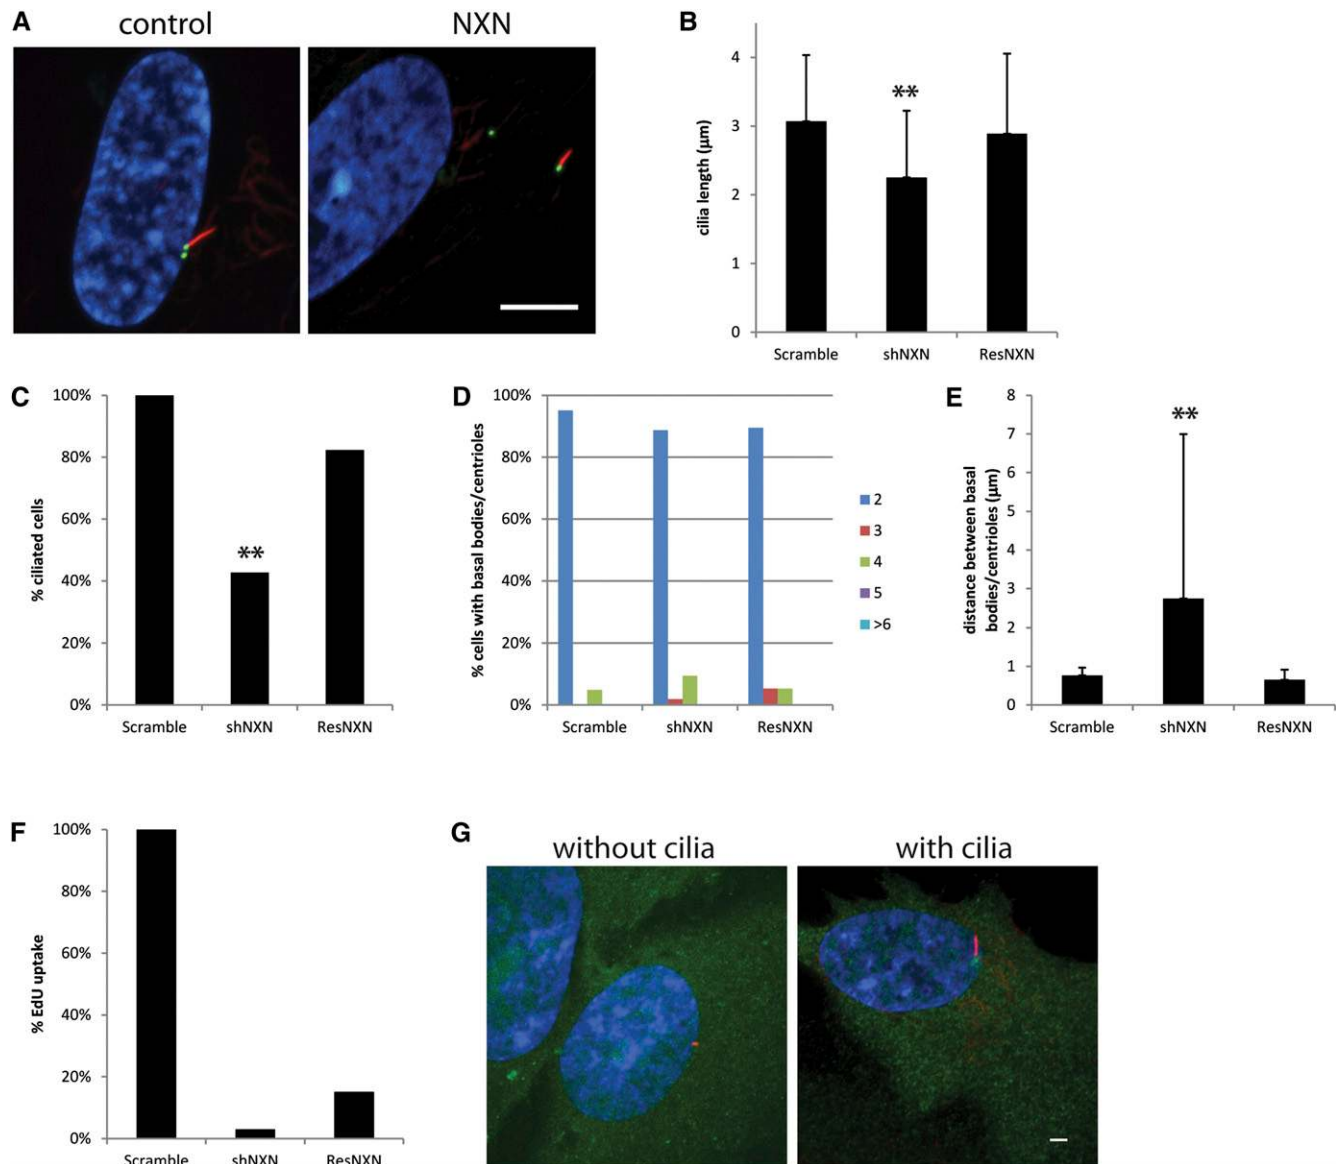 A
control
NXN
B
cilia length (µm)
4
3
2
1
0
**
Scramble
shNXN
ResNXN
C
% ciliated cells
100%
80%
60%
40%
20%
0%
**
Scramble
shNXN
ResNXN
D
% cells with basal bodies/centrioles
100%
80%
60%
40%
20%
0%
Scramble
shNXN
ResNXN
2
3
4
5
>6
E
distance between basal
bodies/centrioles (µm)
8
7
6
5
4
3
2
1
0
**
Scramble
shNXN
ResNXN
F
% EdU uptake
100%
80%
60%
40%
20%
0%
Scramble
shNXN
ResNXN
G
without cilia
with cilia